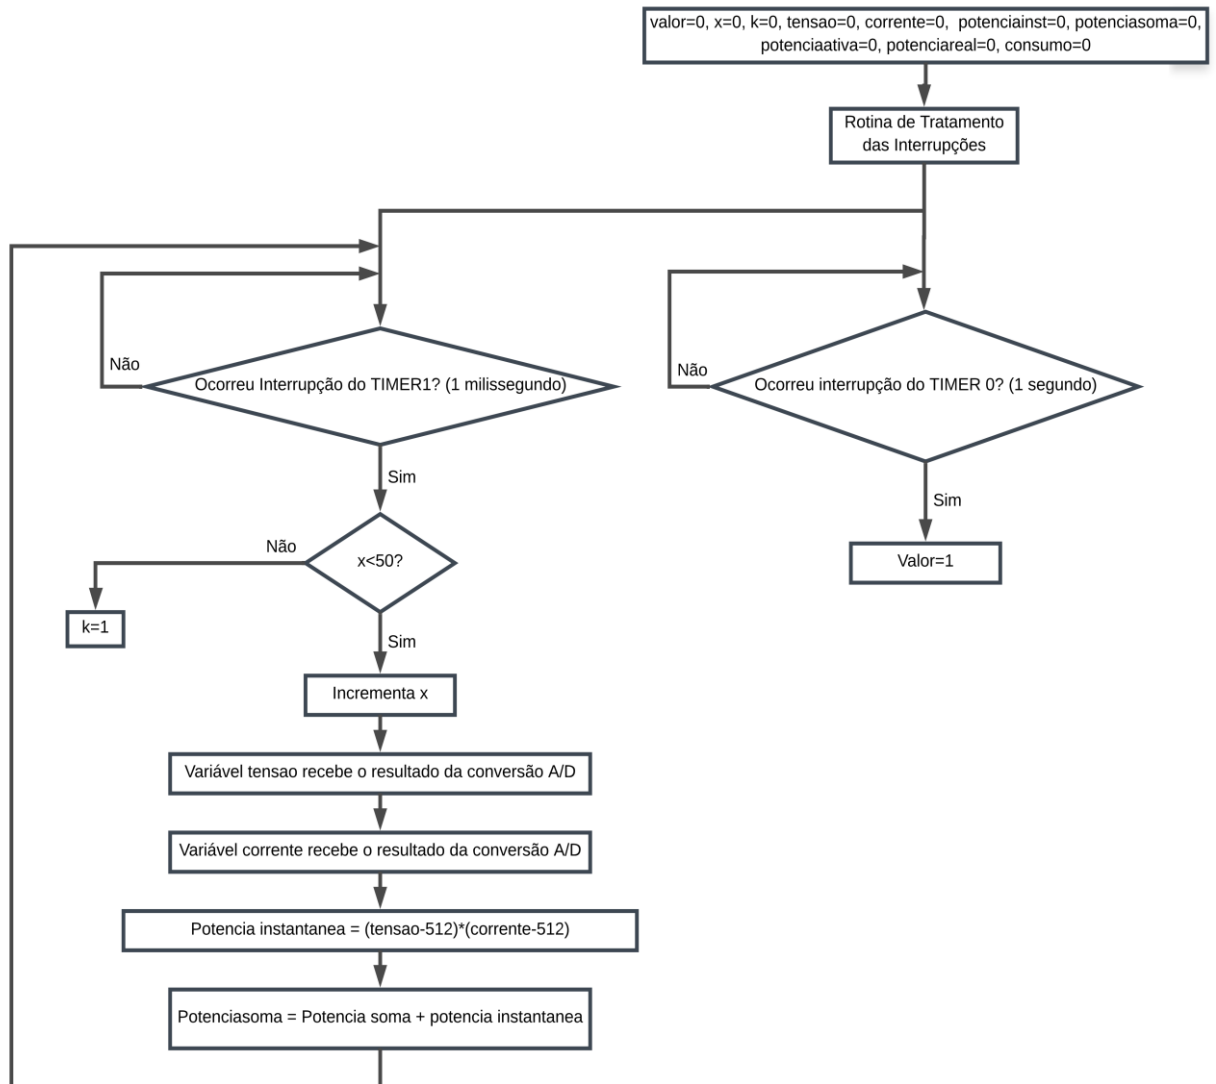 valor=0, x=0, k=0, tensao=0, corrente=0, potenciainst=0, potenciasoma=0,
potenciaativa=0, potenciareal=0, consumo=0
Rotina de Tratamento
das Interrupções
Não
Ocorreu Interrupção do TIMER1? (1 milissegundo)
Sim
Não
Ocorreu interrupção do TIMER 0? (1 segundo)
Sim
Valor=1
Não
x<50?
k=1
Sim
Incrementa x
Variável tensao recebe o resultado da conversão A/D
Variável corrente recebe o resultado da conversão A/D
Potencia instantanea = (tensao-512)*(corrente-512)
Potenciasoma = Potencia soma + potencia instantanea